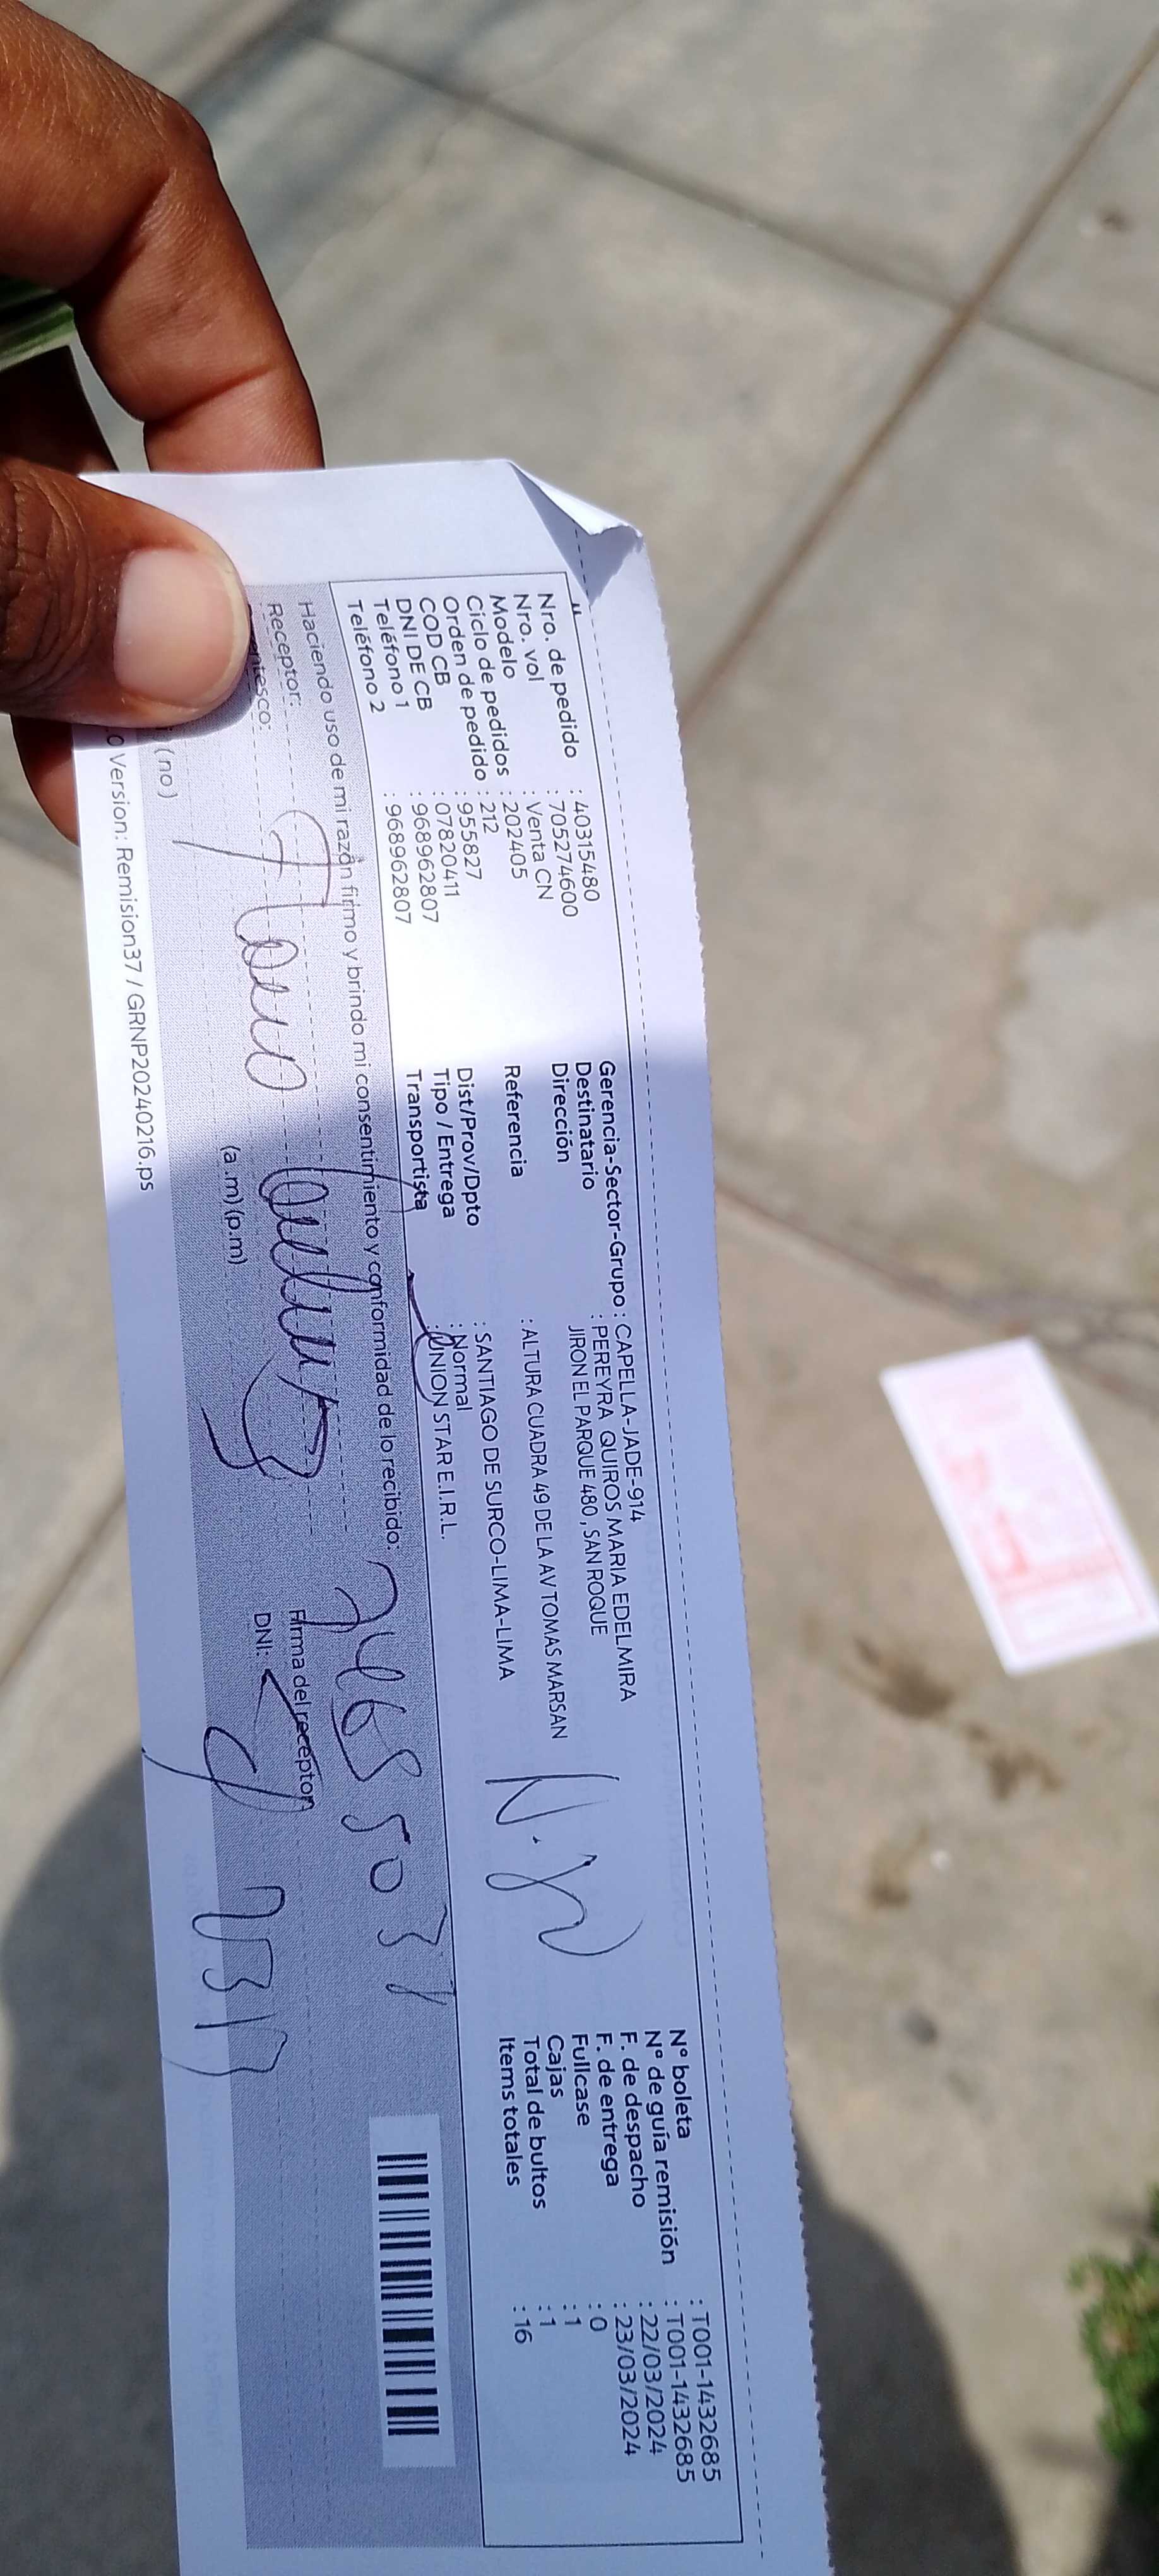 Nro. de pedido : 40315480
Nro. vol : 705274600
Modelo : Venta CN
Ciclo de pedidos : 202405
Orden de pedido : 212
COD CB : 955827
DNI DE CB : 07820411
Teléfono 1 : 968962807
Teléfono 2 : 968962807
Gerencia-Sector-Grupo : CAPELLA-JADE-914
Destinatario : PEREYRA QUIROS MARIA EDELMIRA
Dirección JIRON EL PARQUE 480 , SAN ROQUE
Referencia : ALTURA CUADRA 49 DE LA AV TOMAS MARSAN
Dist/Prov/Dpto : SANTIAGO DE SURCO-LIMA-LIMA
Tipo / Entrega : Normal
Transportista : UNION STAR E.I.R.L.
N° boleta : T001-1432685
N° de guía remisión : T001-1432685
F. de despacho : 22/03/2024
F. de entrega : 23/03/2024
Fullcase : 0
Cajas : 1
Total de bultos : 1
Items totales : 16
Haciendo uso de mi razón firmo y brindo mi consentimiento y conformidad de lo recibido:
Receptor:
Firma del receptor
DNI:
(no) (a.m) (p.m)
.0 Version: Remision37 / GRNP20240216.ps